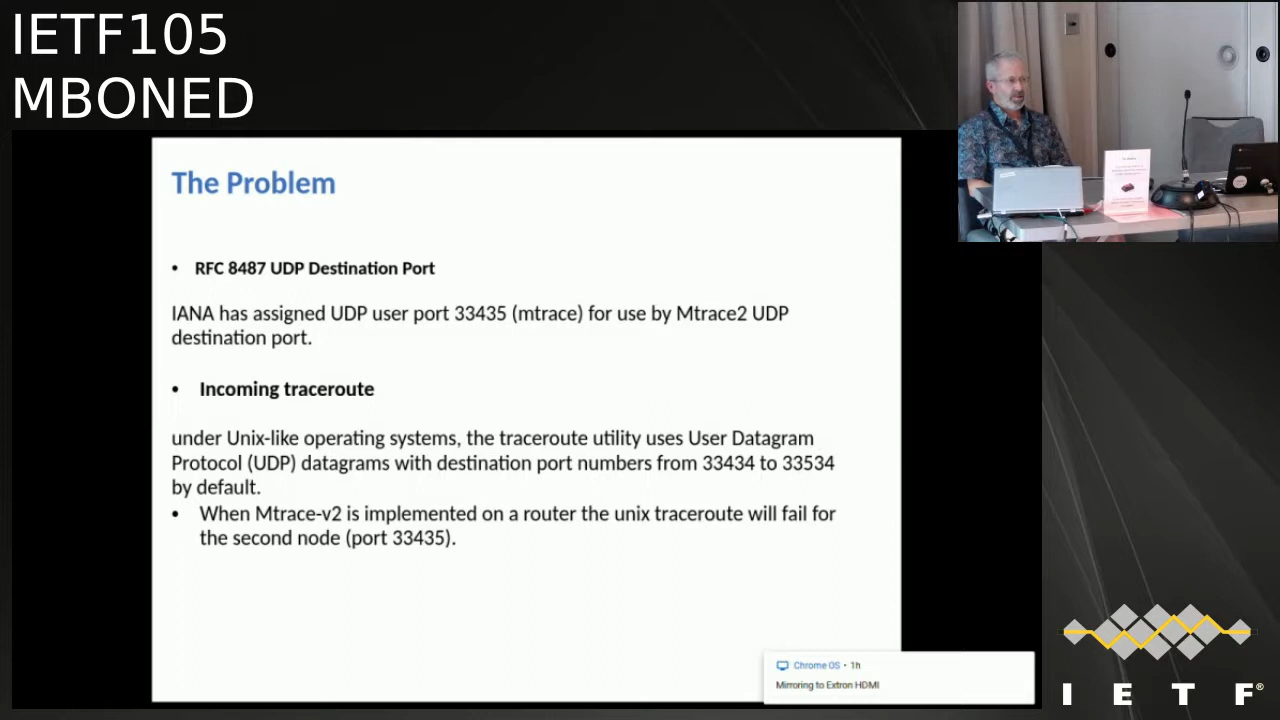 IETF105
MBONED
The Problem
• RFC 8487 UDP Destination Port
IANA has assigned UDP user port 33435 (mtrace) for use by Mtrace2 UDP
destination port.
• Incoming traceroute
under Unix-like operating systems, the traceroute utility uses User Datagram
Protocol (UDP) datagrams with destination port numbers from 33434 to 33534
by default.
• When Mtrace-v2 is implemented on a router the unix traceroute will fail for
the second node (port 33435).
Chrome OS • 1h
Mirroring to Extron HDMI
I E T F®